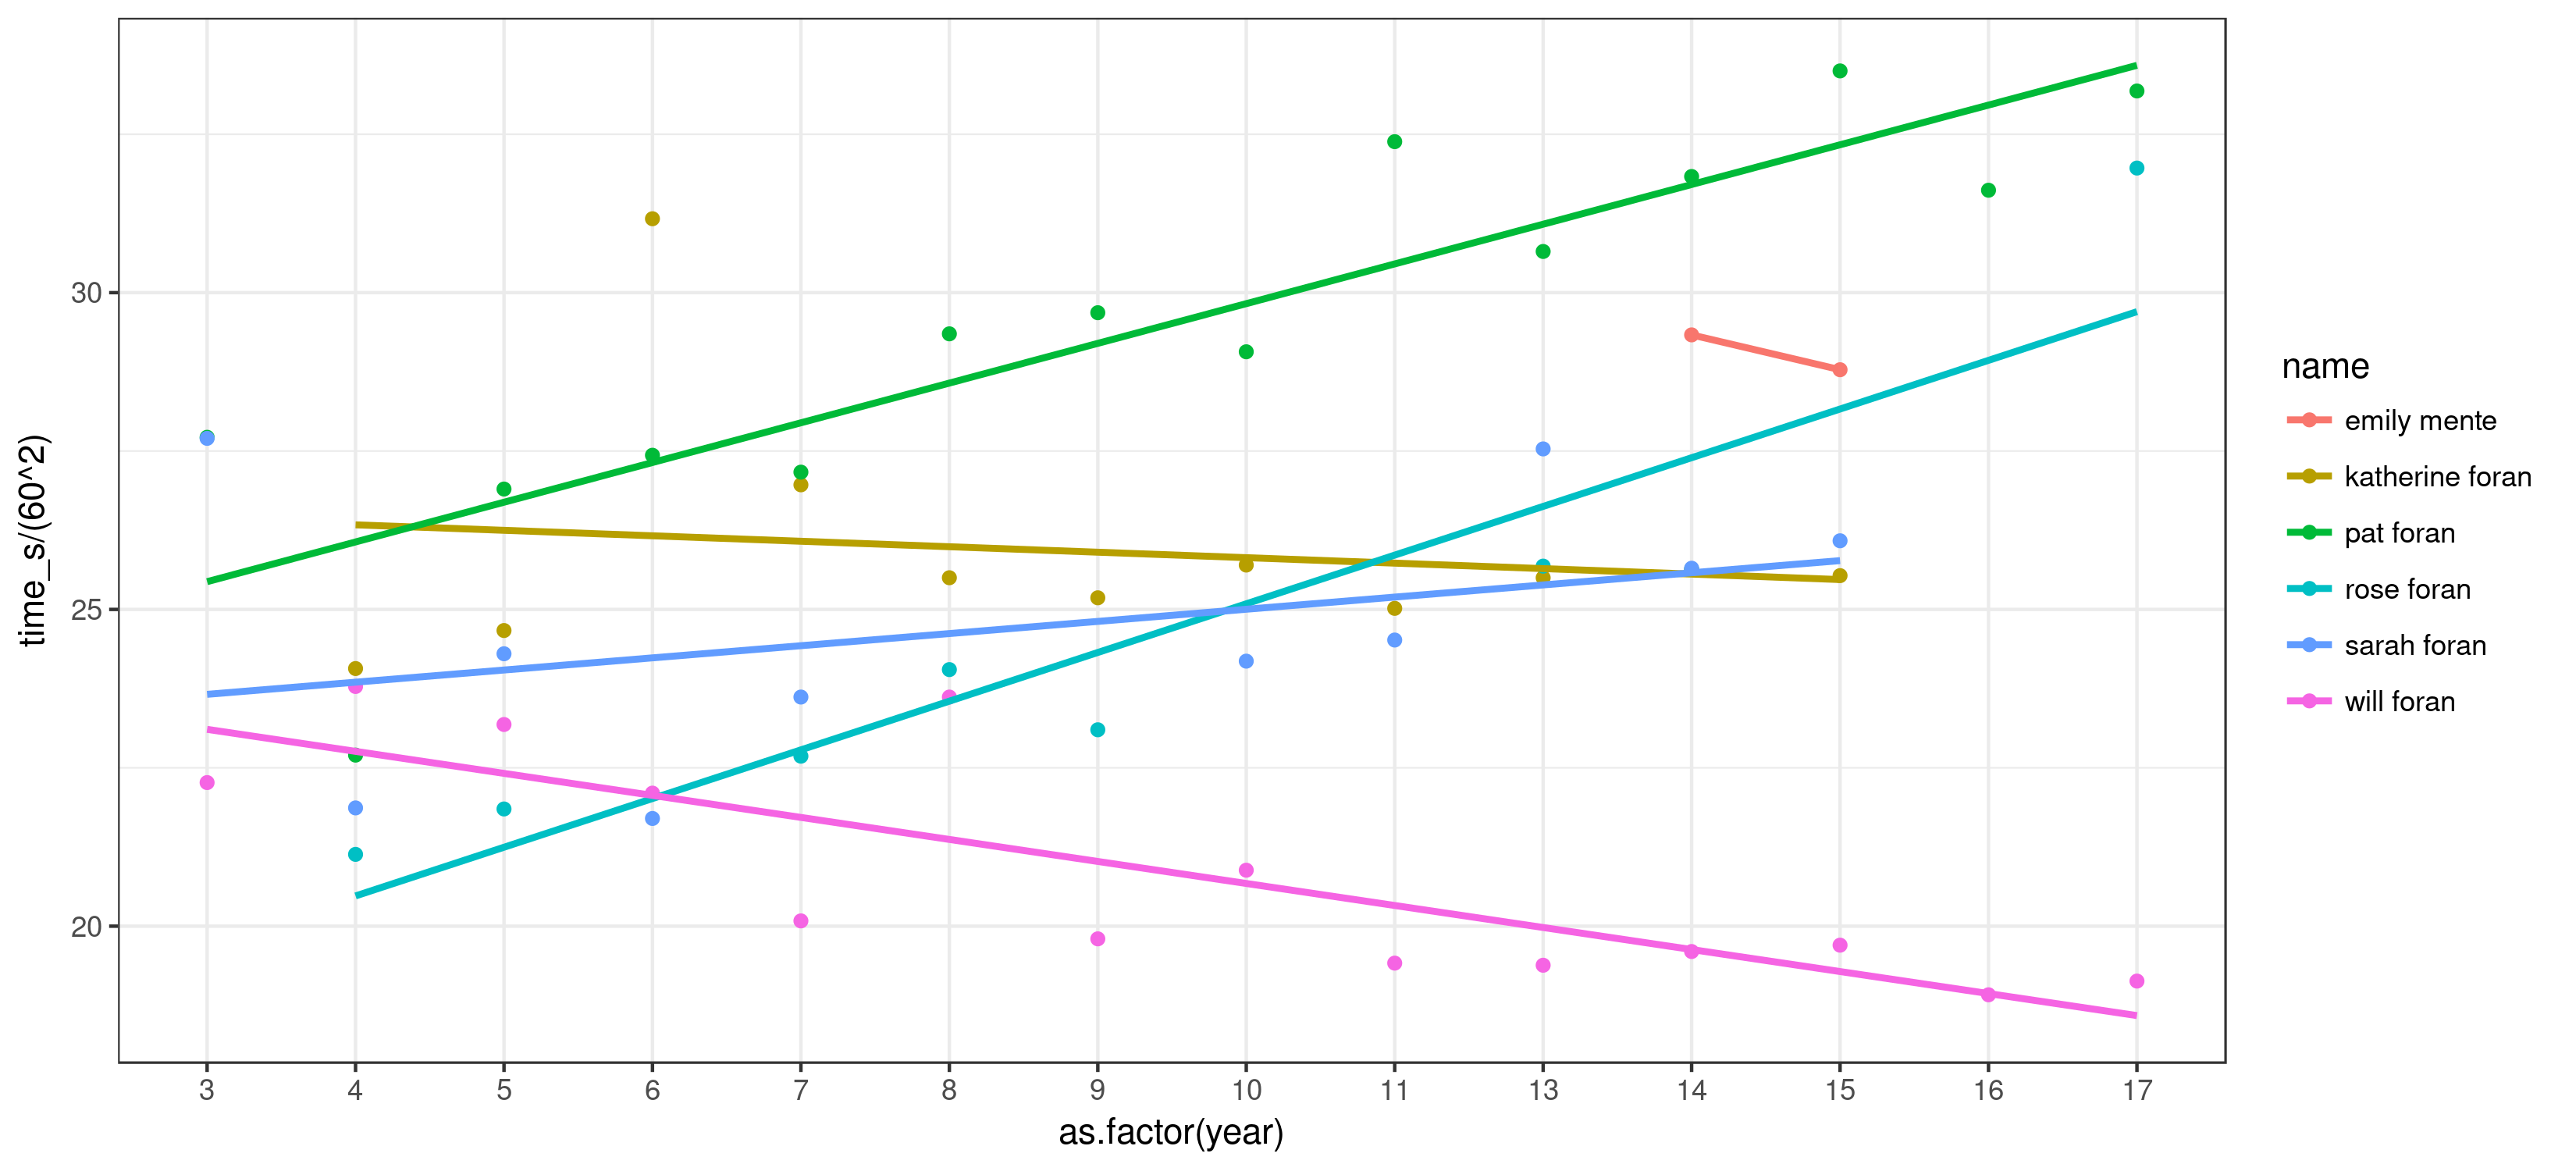 time_s/(60^2)
30
25
20
3 4 5 6 7 8 9 10 11 13 14 15 16 17
as.factor(year)
name
emily mente
katherine foran
pat foran
rose foran
sarah foran
will foran